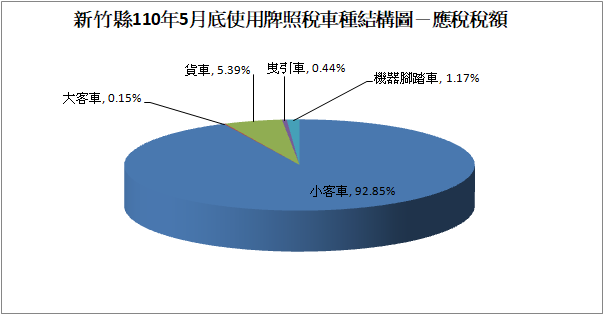 新竹縣110年5月底使用牌照稅車種結構圖－應稅稅額
貨車, 5.39%
曳引車, 0.44%
機器腳踏車, 1.17%
大客車, 0.15%
小客車, 92.85%